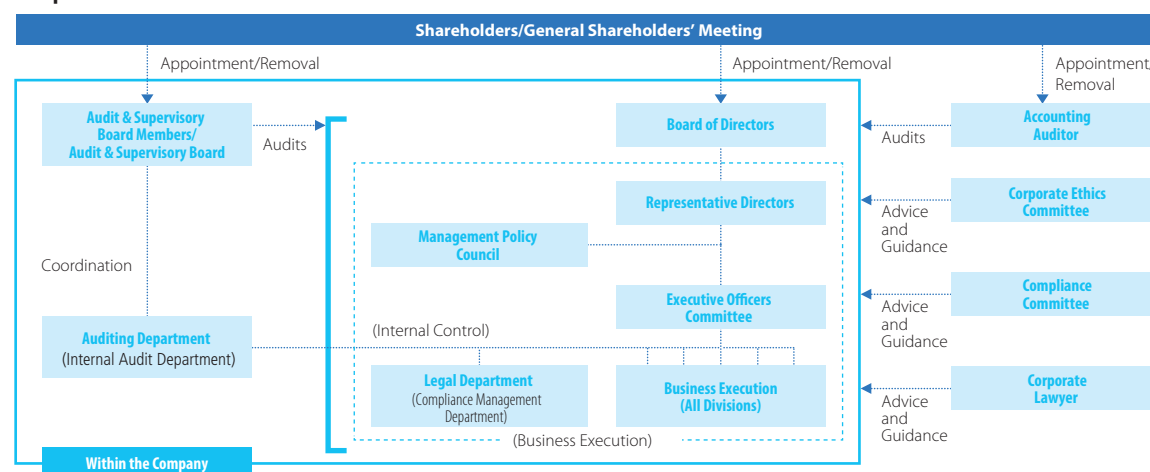 Shareholders/General Shareholders’ Meeting
Appointment/Removal
Appointment/Removal
Appointment/
Removal
Audit & Supervisory
Board Members/
Audit & Supervisory Board
Audits
Board of Directors
Audits
Accounting
Auditor
Representative Directors
Advice
and
Guidance
Corporate Ethics
Committee
Management Policy
Council
Coordination
Executive Officers
Committee
Advice
and
Guidance
Compliance
Committee
Auditing Department
(Internal Audit Department)
(Internal Control)
Legal Department
(Compliance Management
Department)
Business Execution
(All Divisions)
Advice
and
Guidance
Corporate
Lawyer
(Business Execution)
Within the Company